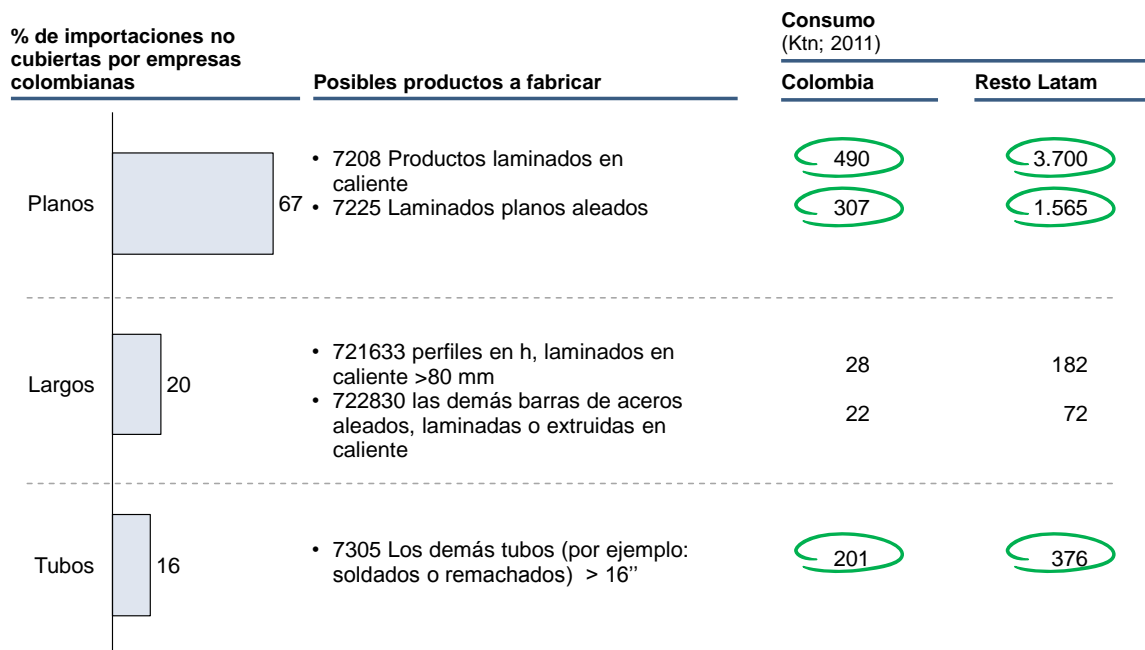 % de importaciones no
cubiertas por empresas
colombianas
Posibles productos a fabricar
Consumo
(Ktn; 2011)
Colombia
Resto Latam
Planos
67
• 7208 Productos laminados en
caliente
490
3.700
• 7225 Laminados planos aleados
307
1.565
Largos
20
• 721633 perfiles en h, laminados en
caliente >80 mm
28
182
• 722830 las demás barras de aceros
aleados, laminadas o extruidas en
caliente
22
72
Tubos
16
• 7305 Los demás tubos (por ejemplo:
soldados o remachados) > 16’’
201
376